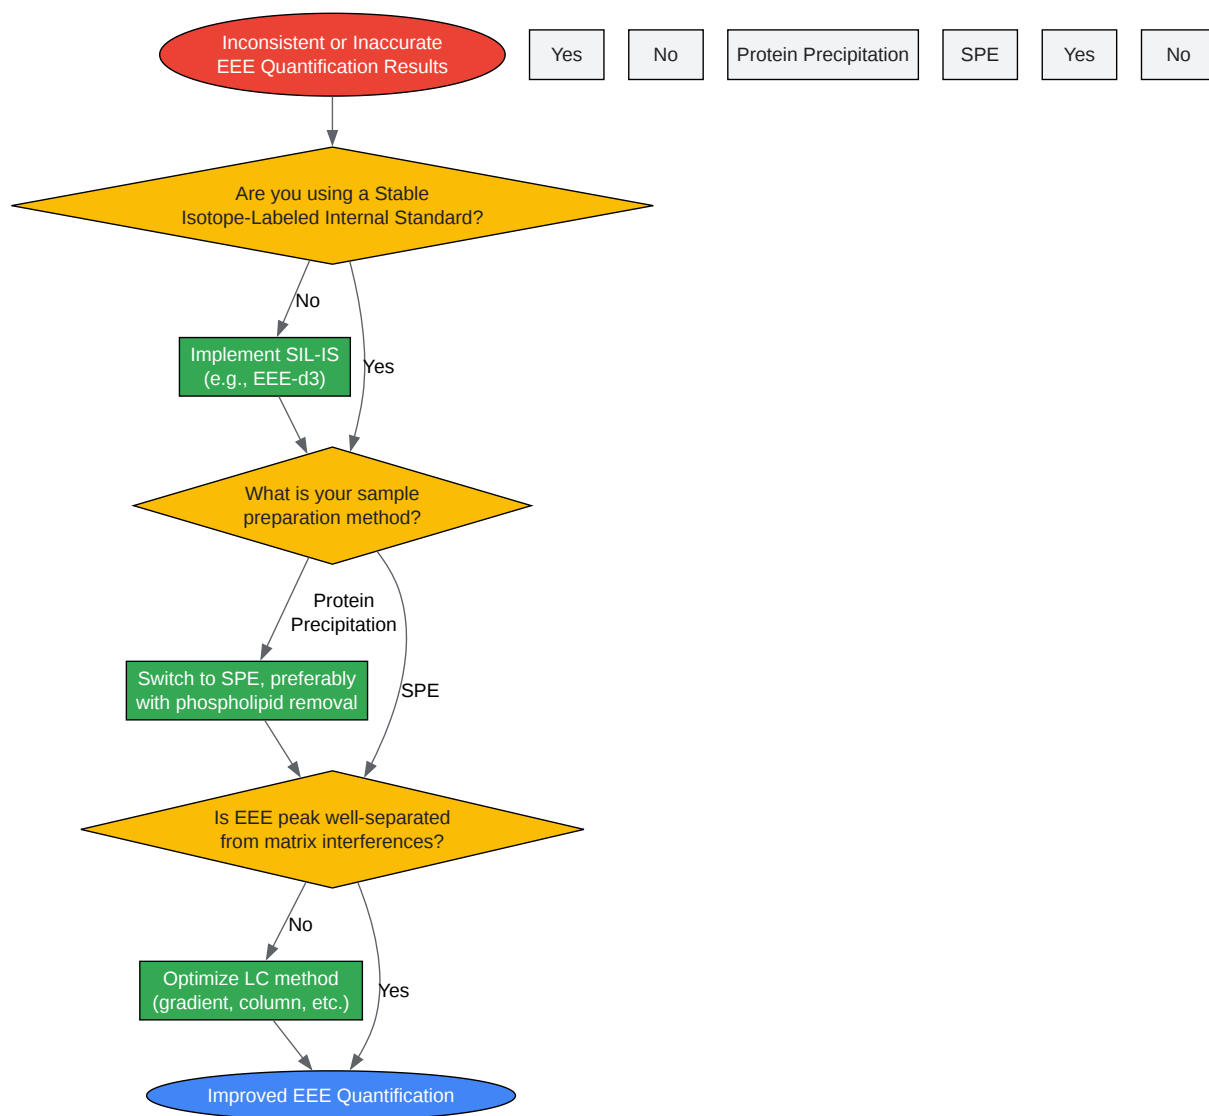 Inconsistent or Inaccurate
EEE Quantification Results
Yes
No
Protein Precipitation
SPE
Yes
No
Are you using a Stable
Isotope-Labeled Internal Standard?
No
Implement SIL-IS
(e.g., EEE-d3)
Yes
What is your sample
preparation method?
Protein
Precipitation
Switch to SPE, preferably
with phospholipid removal
SPE
Is EEE peak well-separated
from matrix interferences?
No
Optimize LC method
(gradient, column, etc.)
Yes
Improved EEE Quantification